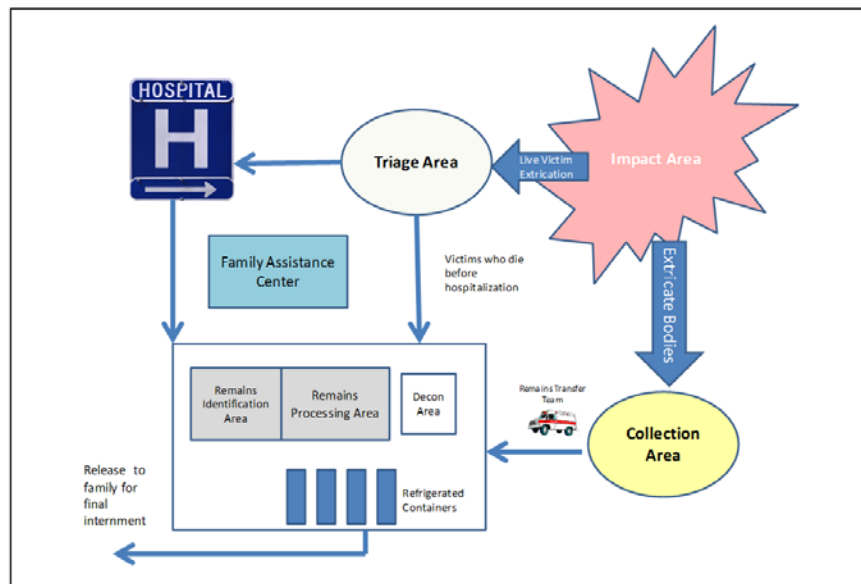 HOSPITAL
H
Triage Area
Live Victim
Extrication
Impact Area
Family Assistance
Center
Victims who die
before
hospitalization
Extricate Bodies
Remains
Identification
Area
Remains
Processing Area
Decon
Area
Remains Transfer
Team
Collection
Area
Refrigerated
Containers
Release to
family for
final
internment